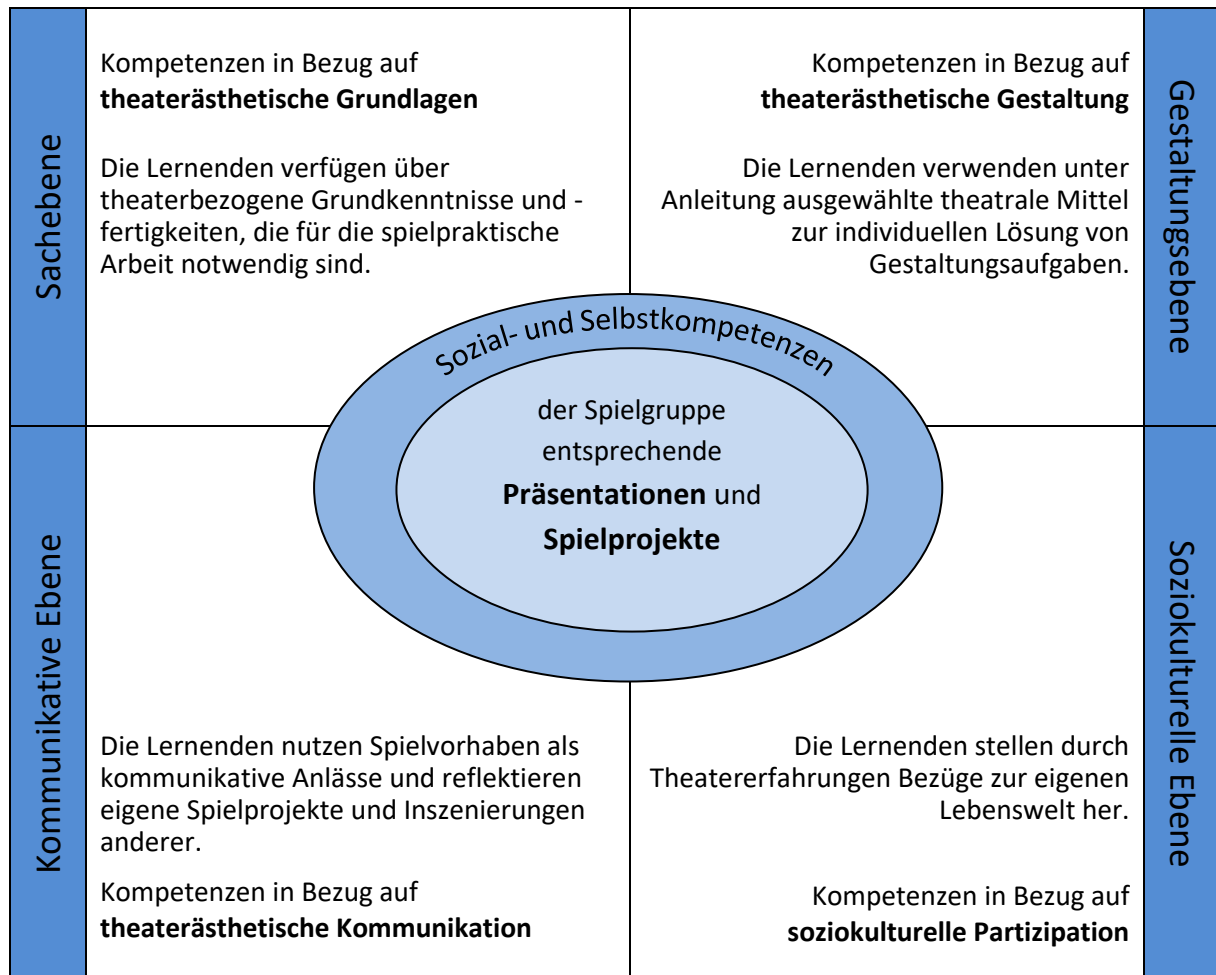 Sachebene
Kompetenzen in Bezug auf
theaterästhetische Grundlagen
Die Lernenden verfügen über
theaterbezogene Grundkenntnisse und -
fertigkeiten, die für die spielpraktische
Arbeit notwendig sind.
Kompetenzen in Bezug auf
theaterästhetische Gestaltung
Die Lernenden verwenden unter
Anleitung ausgewählte theatrale Mittel
zur individuellen Lösung von
Gestaltungsaufgaben.
Gestaltungsebene
Sozial- und Selbstkompetenzen
der Spielgruppe
entsprechende
Präsentationen und
Spielprojekte
Kommunikative Ebene
Die Lernenden nutzen Spielvorhaben als
kommunikative Anlässe und reflektieren
eigene Spielprojekte und Inszenierungen
anderer.
Kompetenzen in Bezug auf
theaterästhetische Kommunikation
Die Lernenden stellen durch
Theatererfahrungen Bezüge zur eigenen
Lebenswelt her.
Kompetenzen in Bezug auf
soziokulturelle Partizipation
Soziokulturelle Ebene